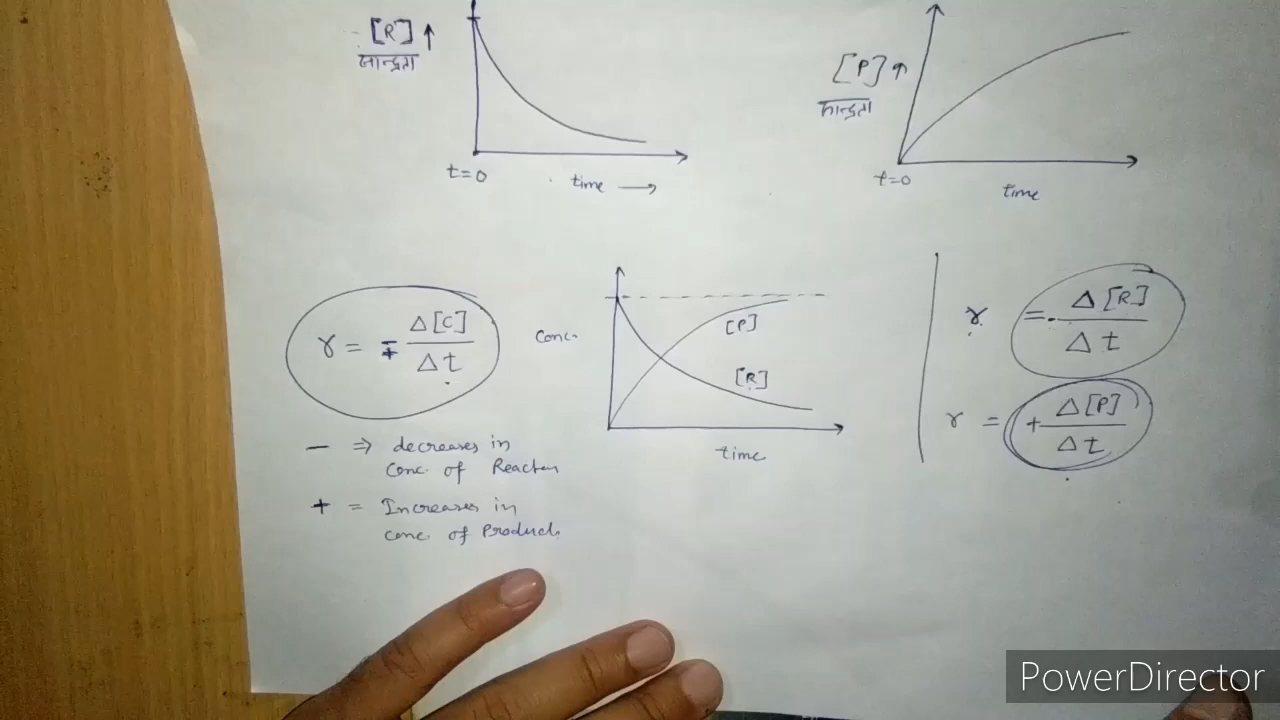 [R] ↑
सान्द्रता
t=0
time →
[P] ↑
सान्द्रता
t=0
time
r = ∓ Δ[C] / Δt
Conc.
[P]
[R]
time
r = - Δ[R] / Δt
r = + Δ[P] / Δt
- ⇒ decreases in
Conc. of Reactan
+ = Increases in
conc. of Product
PowerDirector